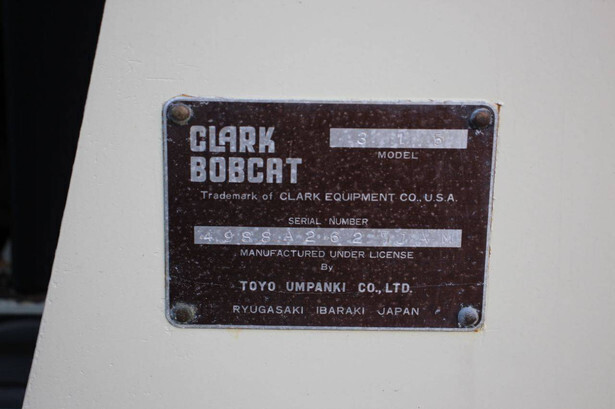 CLARK
BOBCAT
MODEL
Trademark of CLARK EQUIPMENT CO., U.S.A.
SERIAL NUMBER
MANUFACTURED UNDER LICENSE
By
TOYO UMPANKI CO., LTD.
RYUGASAKI IBARAKI JAPAN